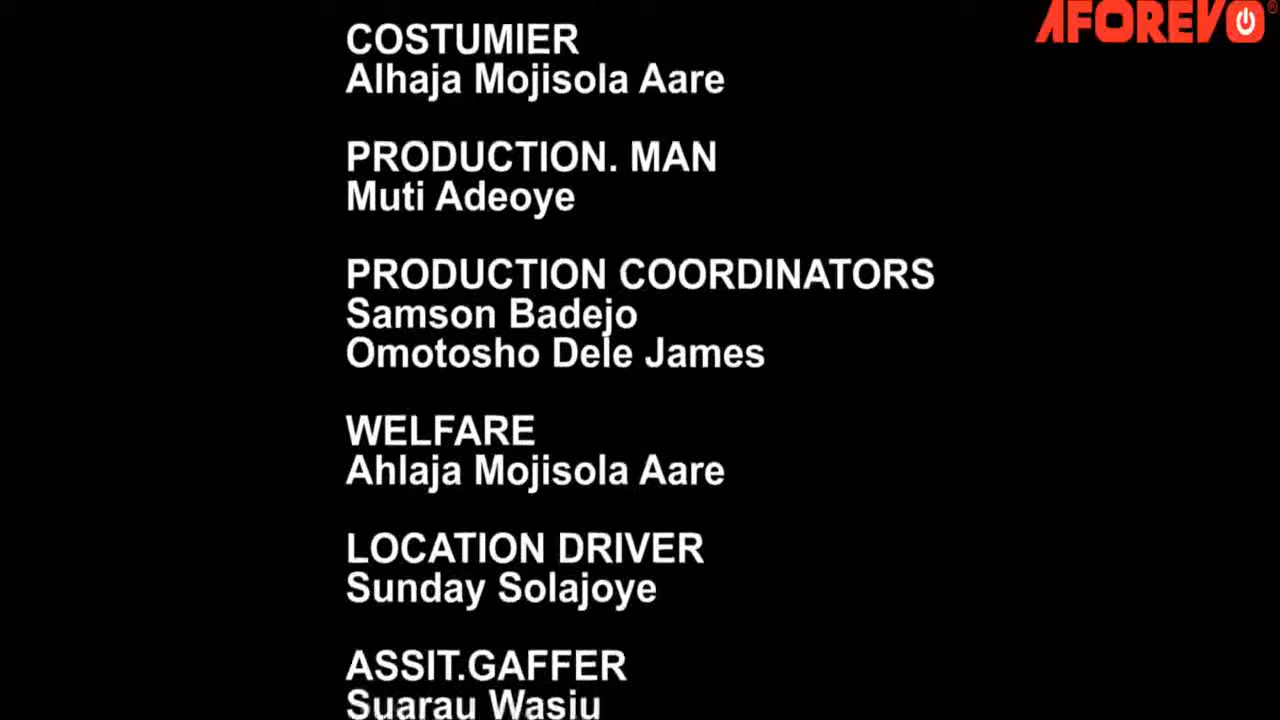 AFOREVO®
COSTUMIER
Alhaja Mojisola Aare
PRODUCTION. MAN
Muti Adeoye
PRODUCTION COORDINATORS
Samson Badejo
Omotosho Dele James
WELFARE
Ahlaja Mojisola Aare
LOCATION DRIVER
Sunday Solajoye
ASSIT.GAFFER
Suarau Wasiu